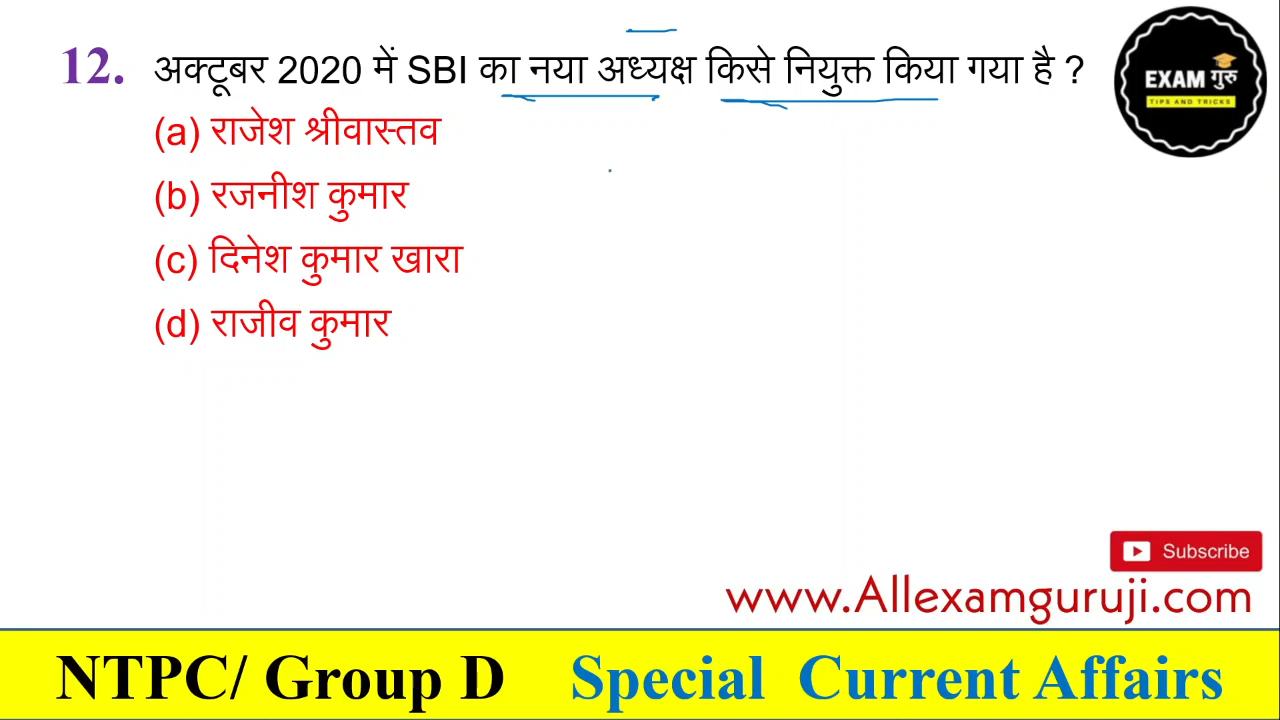 12. अक्टूबर 2020 में SBI का नया अध्यक्ष किसे नियुक्त किया गया है ?
(a) राजेश श्रीवास्तव
(b) रजनीश कुमार
(c) दिनेश कुमार खारा
(d) राजीव कुमार
EXAM गुरु
TIPS AND TRICKS
Subscribe
www.Allexamguruji.com
NTPC/ Group D Special Current Affairs